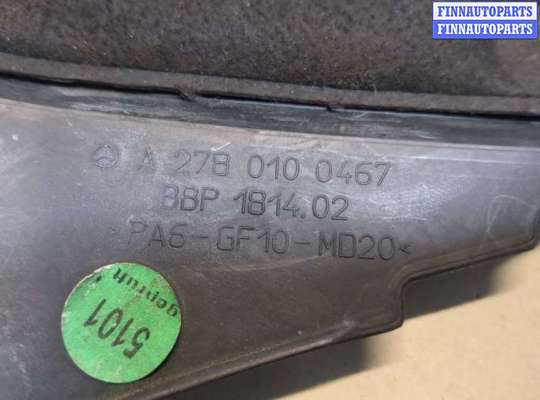 FINNAUTOPARTS
FINNAUTOPARTS
A 278 010 0467
BBP 1814.02
>PA6-GF10-MD20<
geprüft
5101